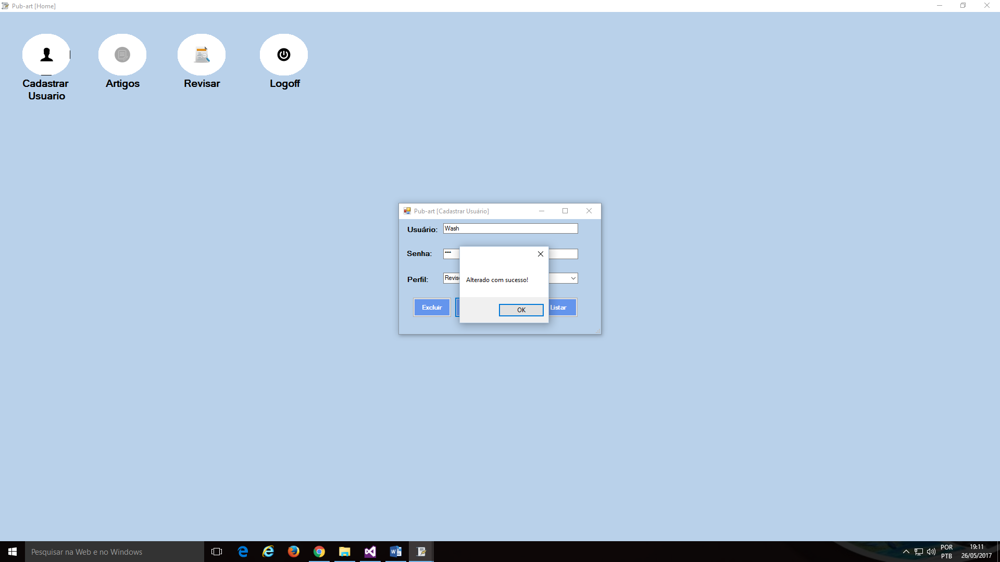 Pub-art [Home]
Cadastrar
Usuario
Artigos
Revisar
Logoff
Pub-art [Cadastrar Usuário]
Usuário:
Wash
Senha:
***
Perfil:
Alterado com sucesso!
Excluir
OK
Listar
Pesquisar na Web e no Windows
POR
PTB
19:11
26/05/2017